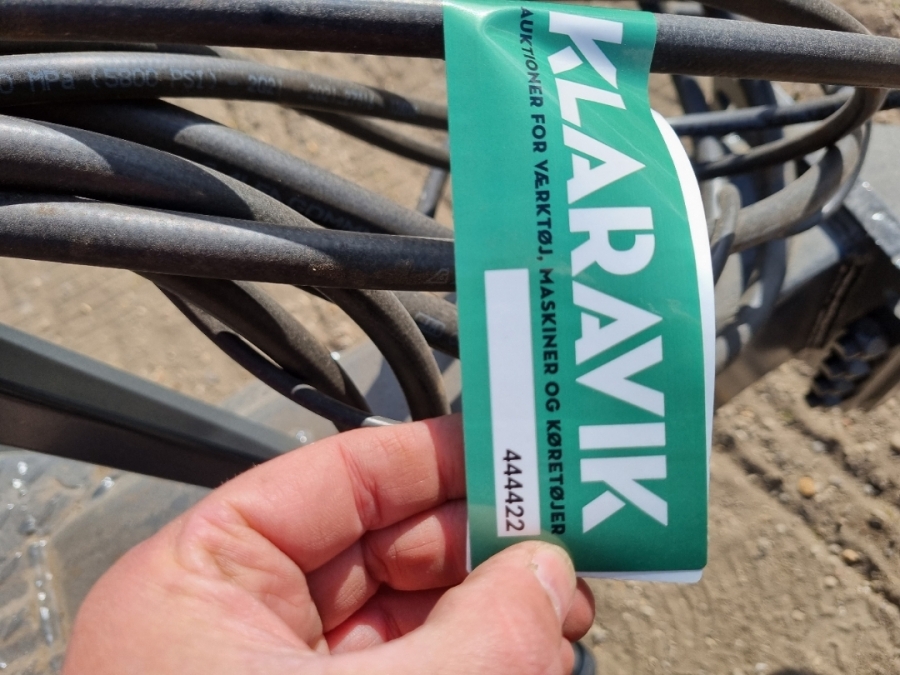 KLARAVIK
AUKTIONER FOR VÆRKTØJ, MASKINER OG KØRETØJER
444422
MPa (5800 PSI)